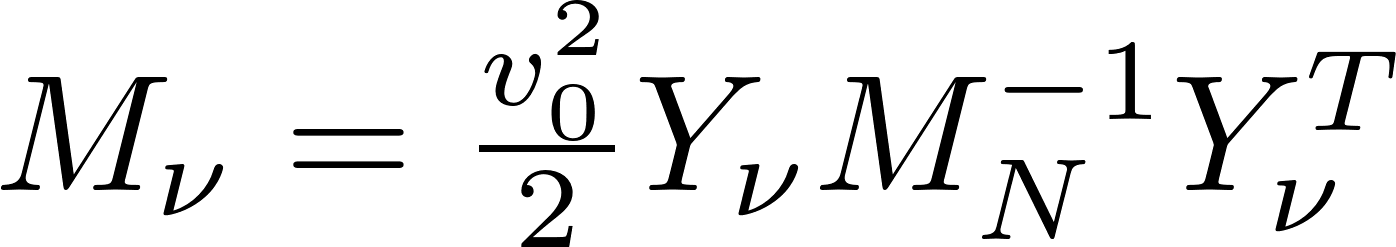 $M_\nu = \frac{v_0^2}{2} Y_\nu M_N^{-1} Y_\nu^T$